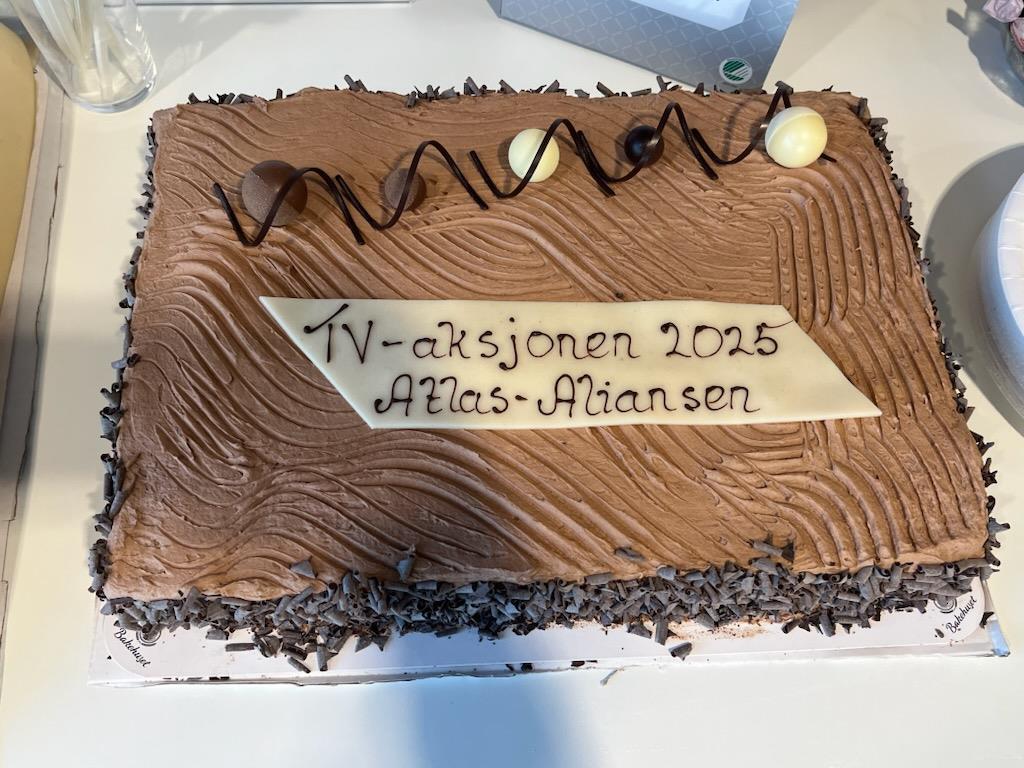 TV-aksjonen 2025
Atlas-Aliansen
Bakehuset
Bakehuset